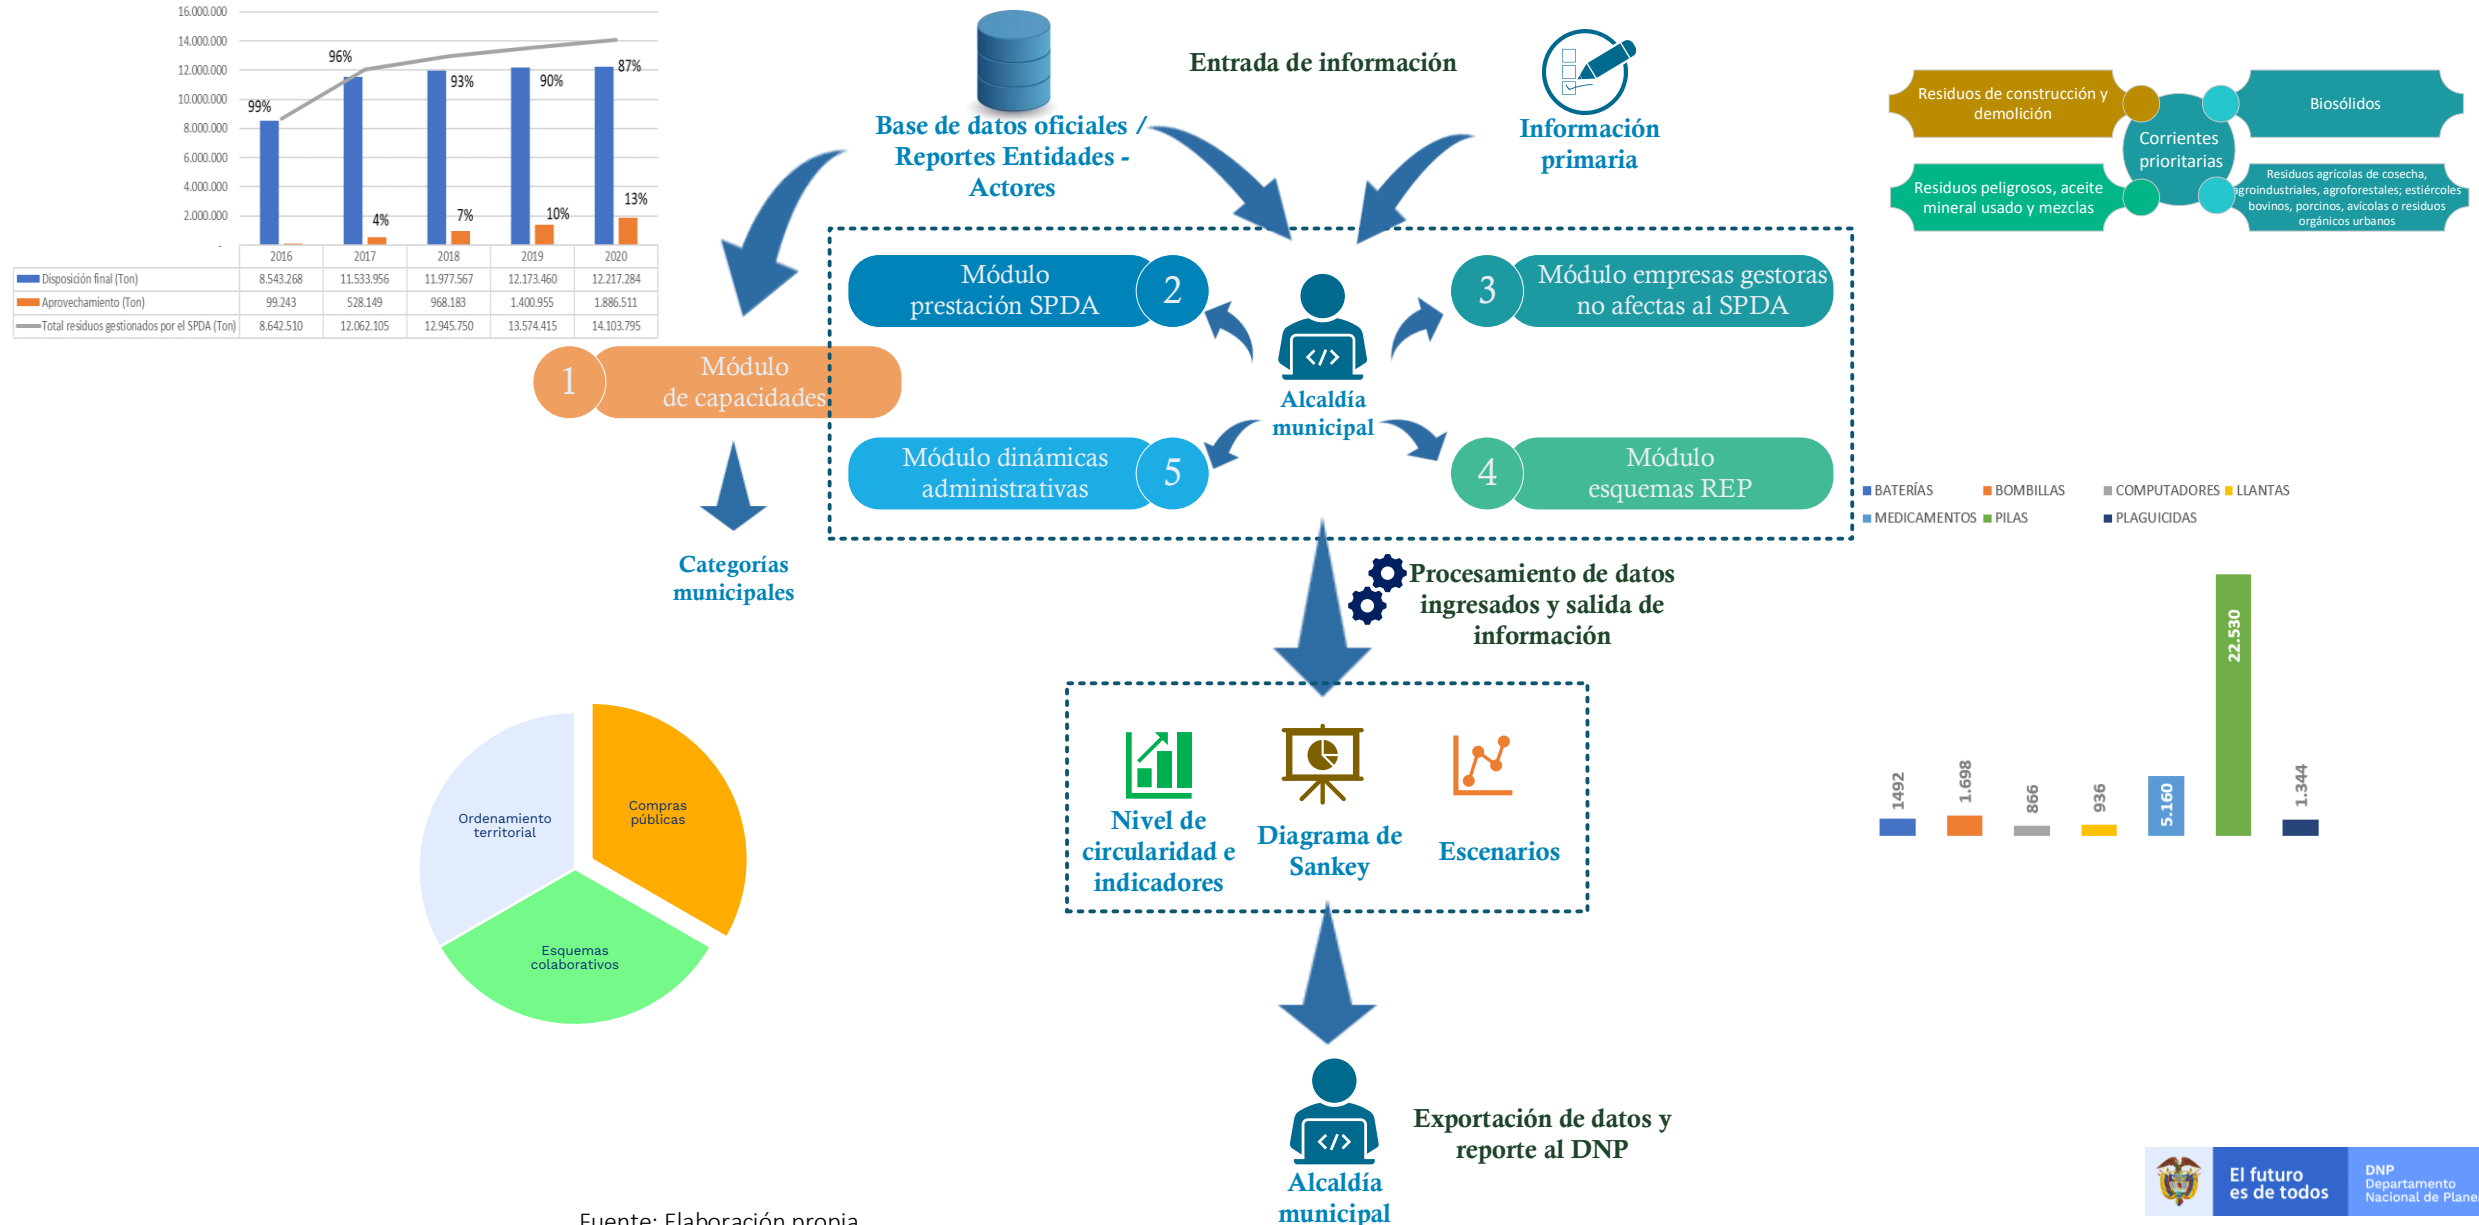 16.000.000
14.000.000
12.000.000
10.000.000
8.000.000
6.000.000
4.000.000
2.000.000
-
99%
96%
93%
90%
87%
4%
7%
10%
13%
2016 2017 2018 2019 2020
Disposición final (Ton) 8.543.268 11.533.956 11.977.567 12.173.460 12.217.284
Aprovechamiento (Ton) 99.243 528.149 968.183 1.400.955 1.886.511
Total residuos gestionados por el SPDA (Ton) 8.642.510 12.062.105 12.945.750 13.574.415 14.103.795
Base de datos oficiales /
Reportes Entidades -
Actores
Entrada de información
Información
primaria
Residuos de construcción y
demolición
Biosólidos
Corrientes
prioritarias
Residuos peligrosos, aceite
mineral usado y mezclas
Residuos agrícolas de cosecha,
agroindustriales, agroforestales; estiércoles
bovinos, porcinos, avícolas o residuos
orgánicos urbanos
1
Módulo
de capacidades
Módulo
prestación SPDA
2
3
Módulo empresas gestoras
no afectas al SPDA
</>
Alcaldía
municipal
Módulo dinámicas
administrativas
5
4
Módulo
esquemas REP
Categorías
municipales
Procesamiento de datos
ingresados y salida de
información
BATERÍAS BOMBILLAS COMPUTADORES LLANTAS
MEDICAMENTOS PILAS PLAGUICIDAS
1492
1.698
866
936
5.160
22.530
1.344
Ordenamiento
territorial
Compras
públicas
Esquemas
colaborativos
Nivel de
circularidad e
indicadores
Diagrama de
Sankey
Escenarios
</>
Alcaldía
municipal
Exportación de datos y
reporte al DNP
Fuente: Elaboración propia
El futuro
es de todos
DNP
Departamento
Nacional de Plane